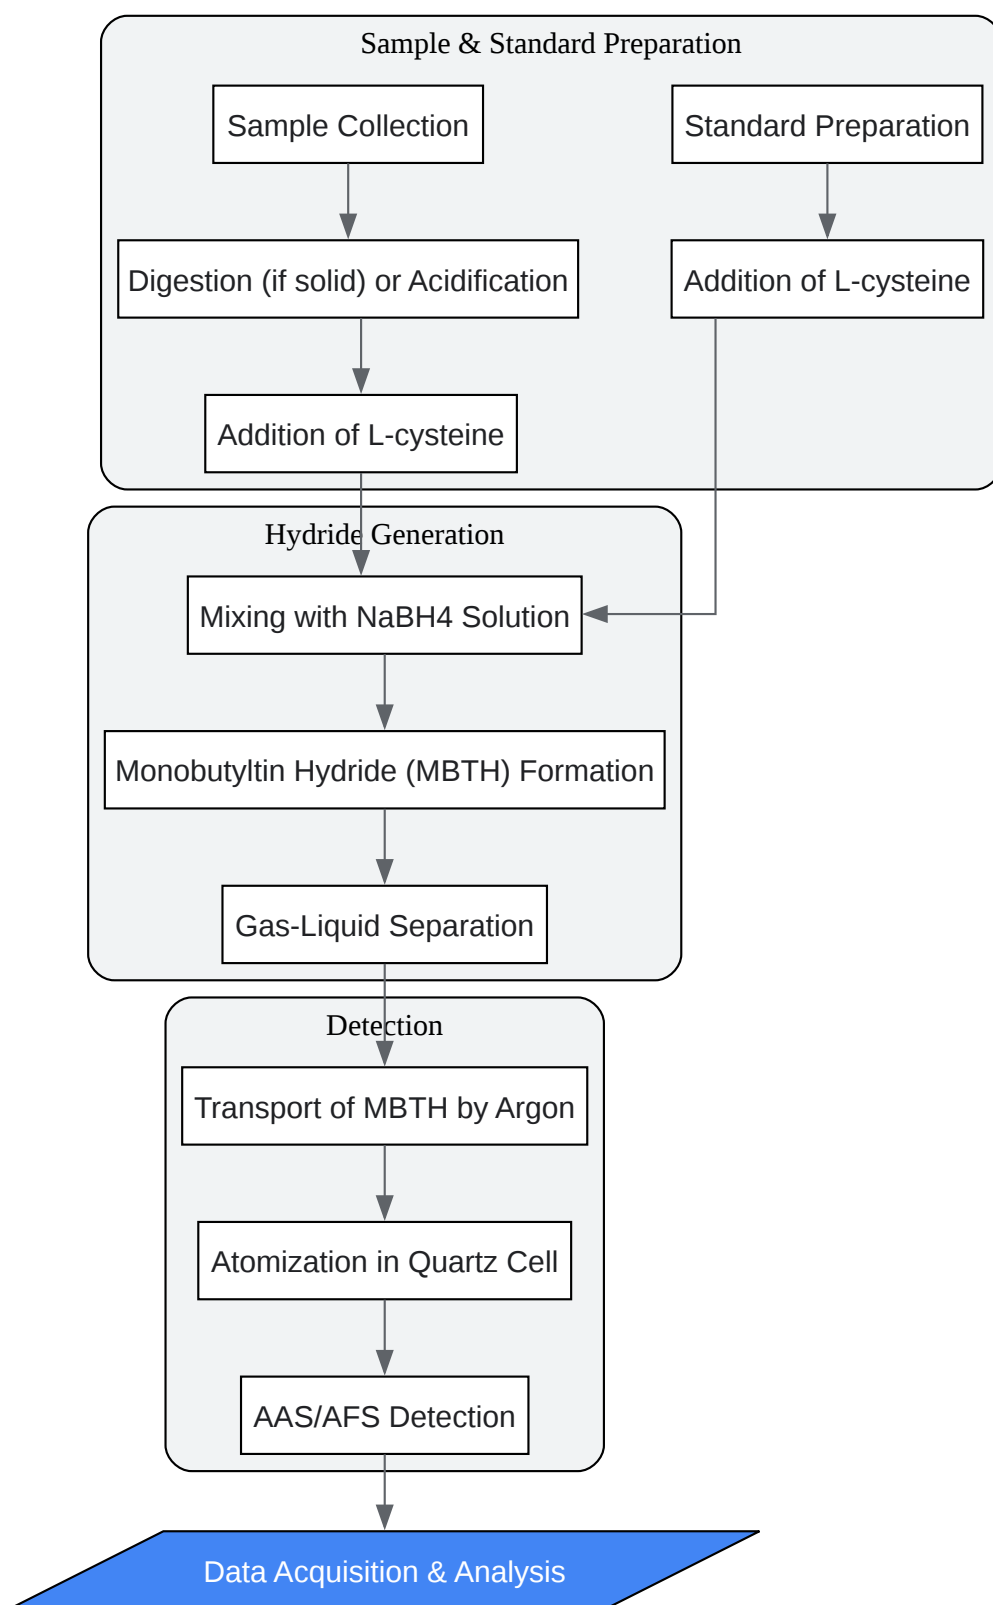 Sample & Standard Preparation
Sample Collection
Standard Preparation
Digestion (if solid) or Acidification
Addition of L-cysteine
Addition of L-cysteine
Hydride Generation
Mixing with NaBH4 Solution
Monobutyltin Hydride (MBTH) Formation
Gas-Liquid Separation
Detection
Transport of MBTH by Argon
Atomization in Quartz Cell
AAS/AFS Detection
Data Acquisition & Analysis